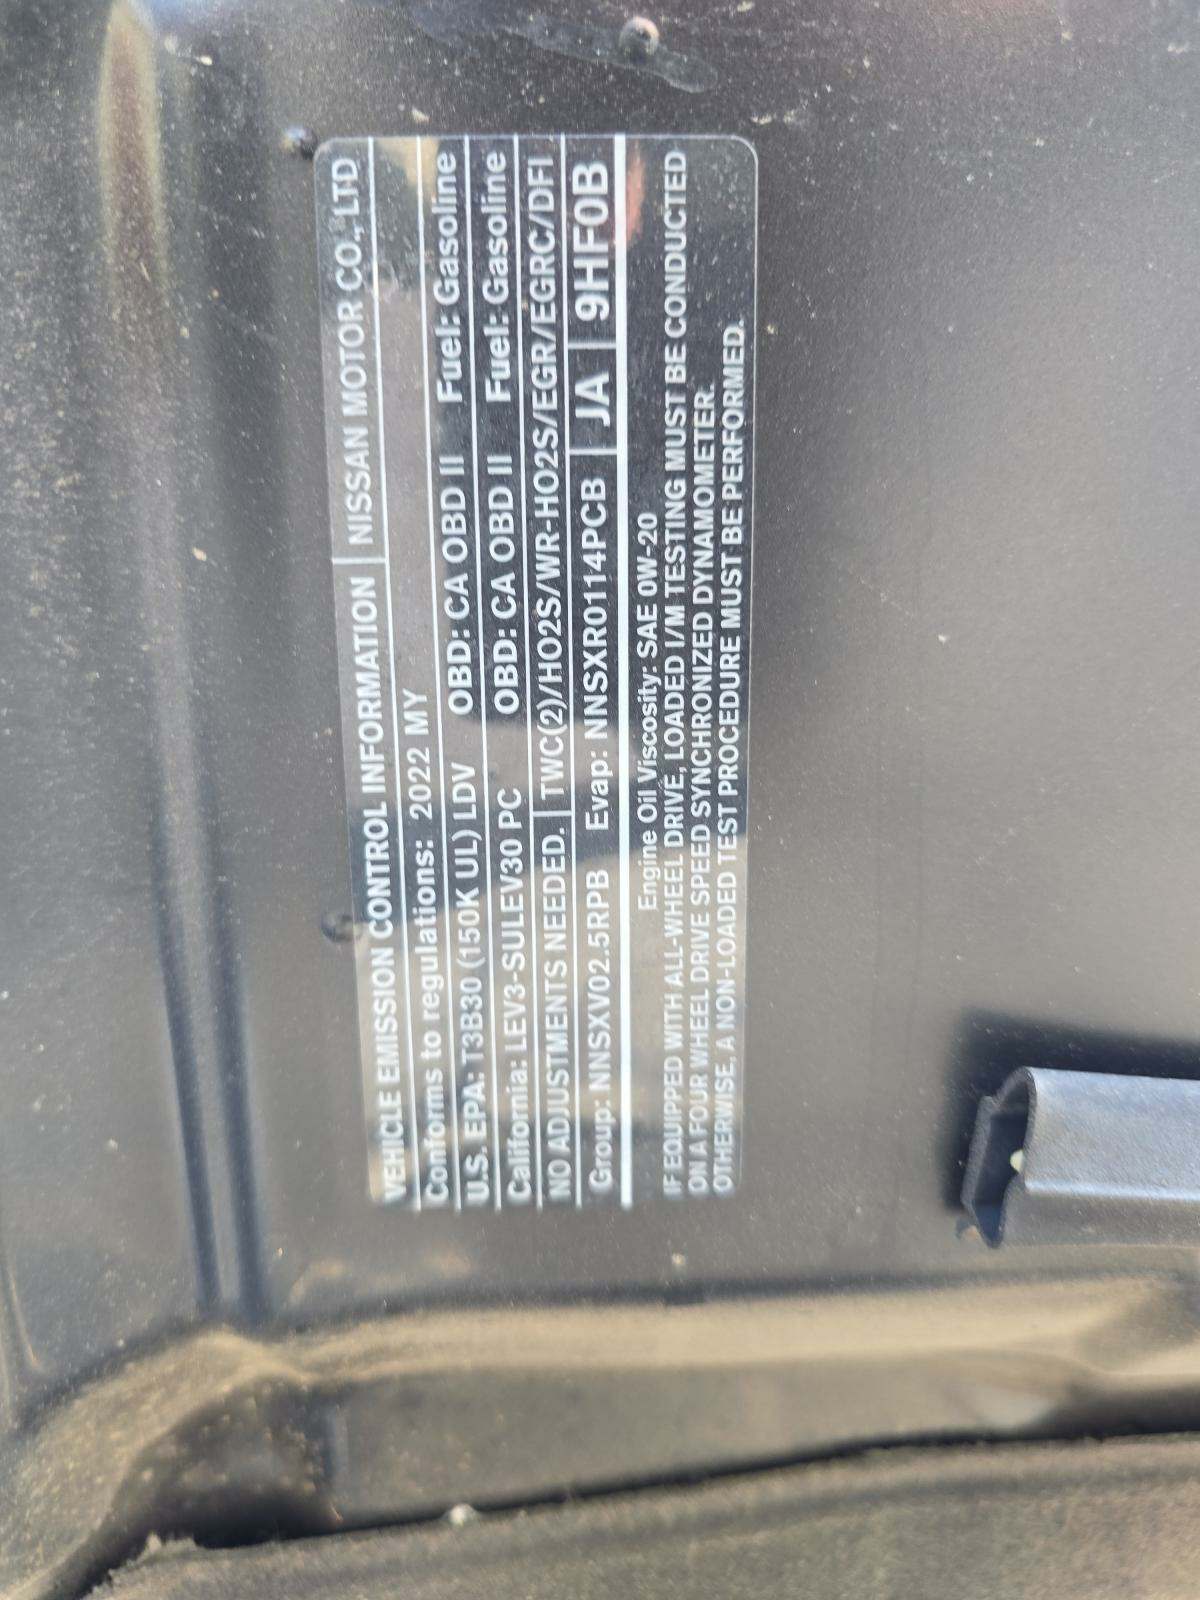 VEHICLE EMISSION CONTROL INFORMATION | NISSAN MOTOR CO.,LTD
Conforms to regulations: 2022 MY
U.S. EPA: T3B30 (150K UL) LDV OBD: CA OBD II Fuel: Gasoline
California: LEV3-SULEV30 PC OBD: CA OBD II Fuel: Gasoline
NO ADJUSTMENTS NEEDED. | TWC(2)/HO2S/WR-HO2S/EGR/EGRC/DFI
Group: NNSXV02.5RPB Evap: NNSXR0114PCB | JA | 9HF0B
Engine Oil Viscosity: SAE 0W-20
IF EQUIPPED WITH ALL-WHEEL DRIVE, LOADED I/M TESTING MUST BE CONDUCTED
ON A FOUR WHEEL DRIVE SPEED SYNCHRONIZED DYNAMOMETER.
OTHERWISE, A NON-LOADED TEST PROCEDURE MUST BE PERFORMED.